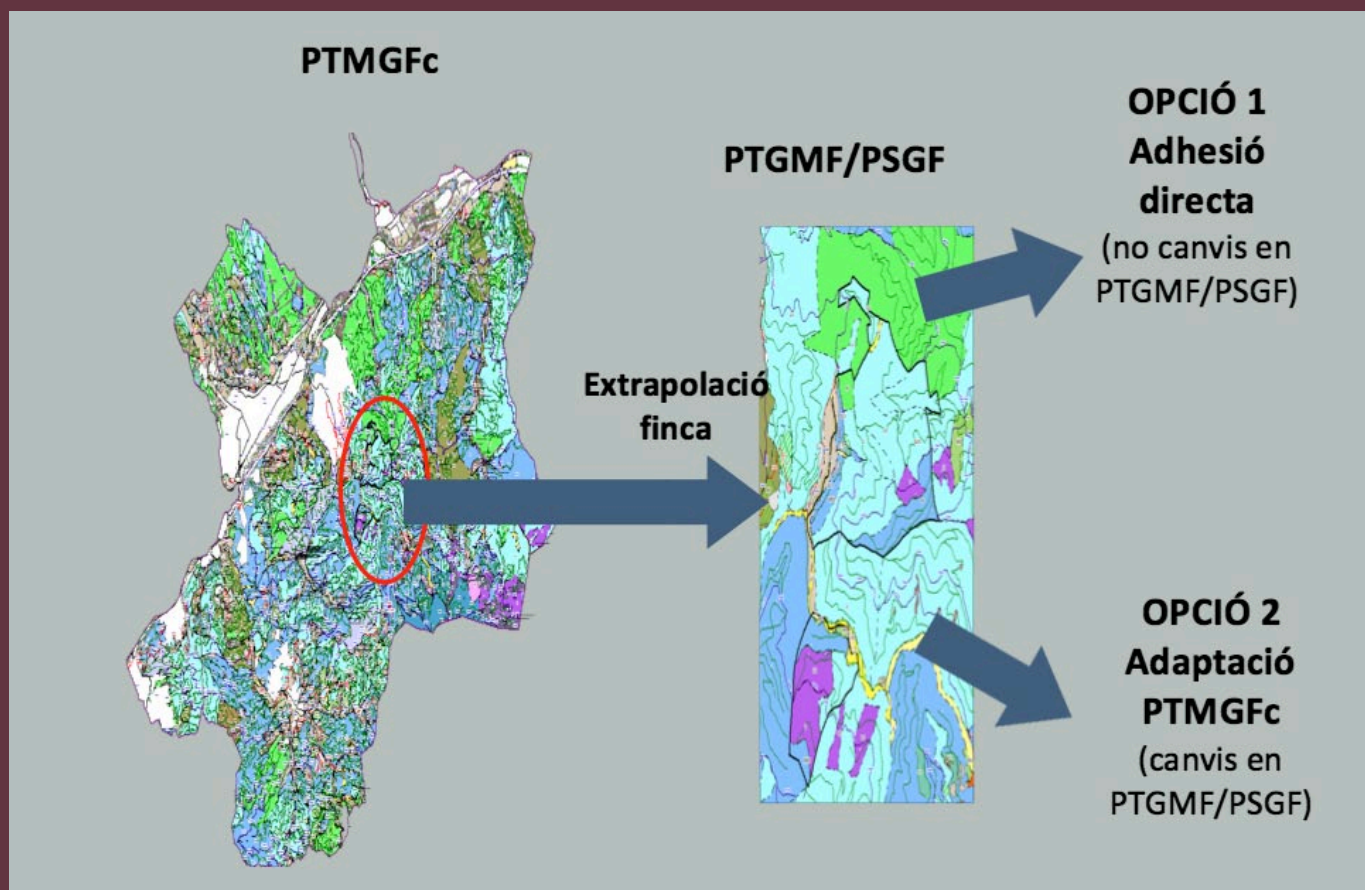 PTMGFc
PTGMF/PSGF
Extrapolació
finca
OPCIÓ 1
Adhesió
directa
(no canvis en
PTGMF/PSGF)
OPCIÓ 2
Adaptació
PTMGFc
(canvis en
PTGMF/PSGF)